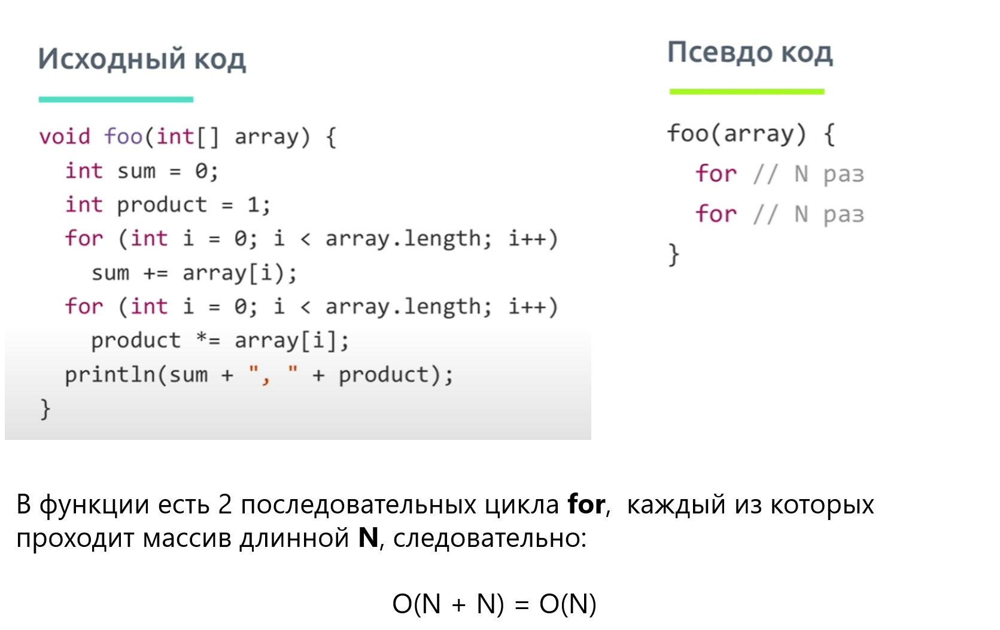 Исходный код
void foo(int[] array) {
  int sum = 0;
  int product = 1;
  for (int i = 0; i < array.length; i++)
    sum += array[i);
  for (int i = 0; i < array.length; i++)
    product *= array[i];
  println(sum + ", " + product);
}
Псевдо код
foo(array) {
  for // N раз
  for // N раз
}
В функции есть 2 последовательных цикла for,  каждый из которых
проходит массив длинной N, следовательно:
O(N + N) = O(N)